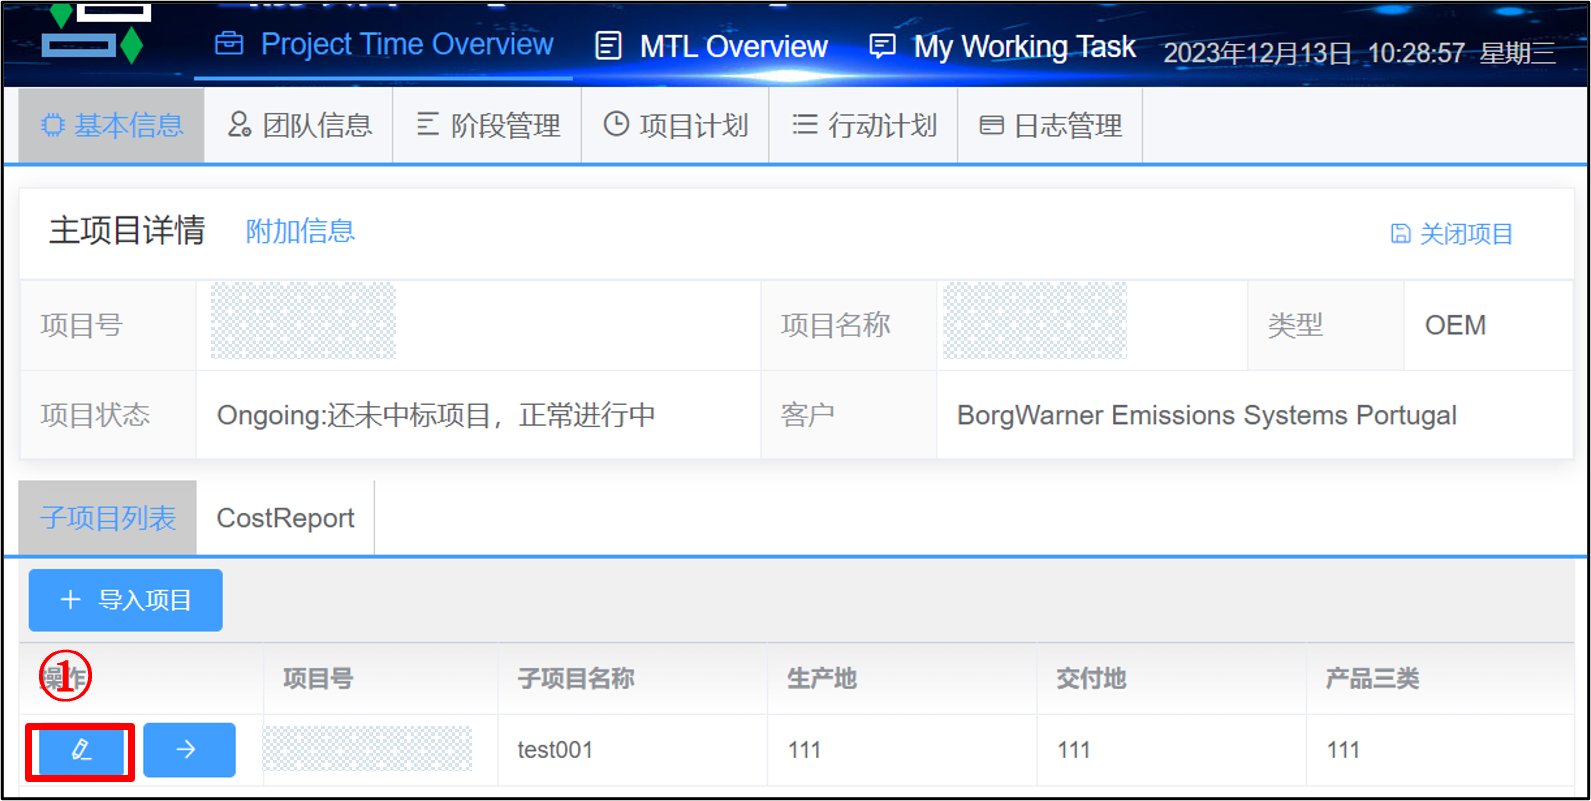 Project Time Overview MTL Overview My Working Task 2023年12月13日 10:28:57 星期三
基本信息 团队信息 阶段管理 项目计划 行动计划 日志管理
主项目详情 附加信息 关闭项目
项目号 项目名称 类型 OEM
项目状态 Ongoing:还未中标项目，正常进行中 客户 BorgWarner Emissions Systems Portugal
子项目列表 CostReport
导入项目
操作 ① 项目号 子项目名称 生产地 交付地 产品三类
test001 111 111 111